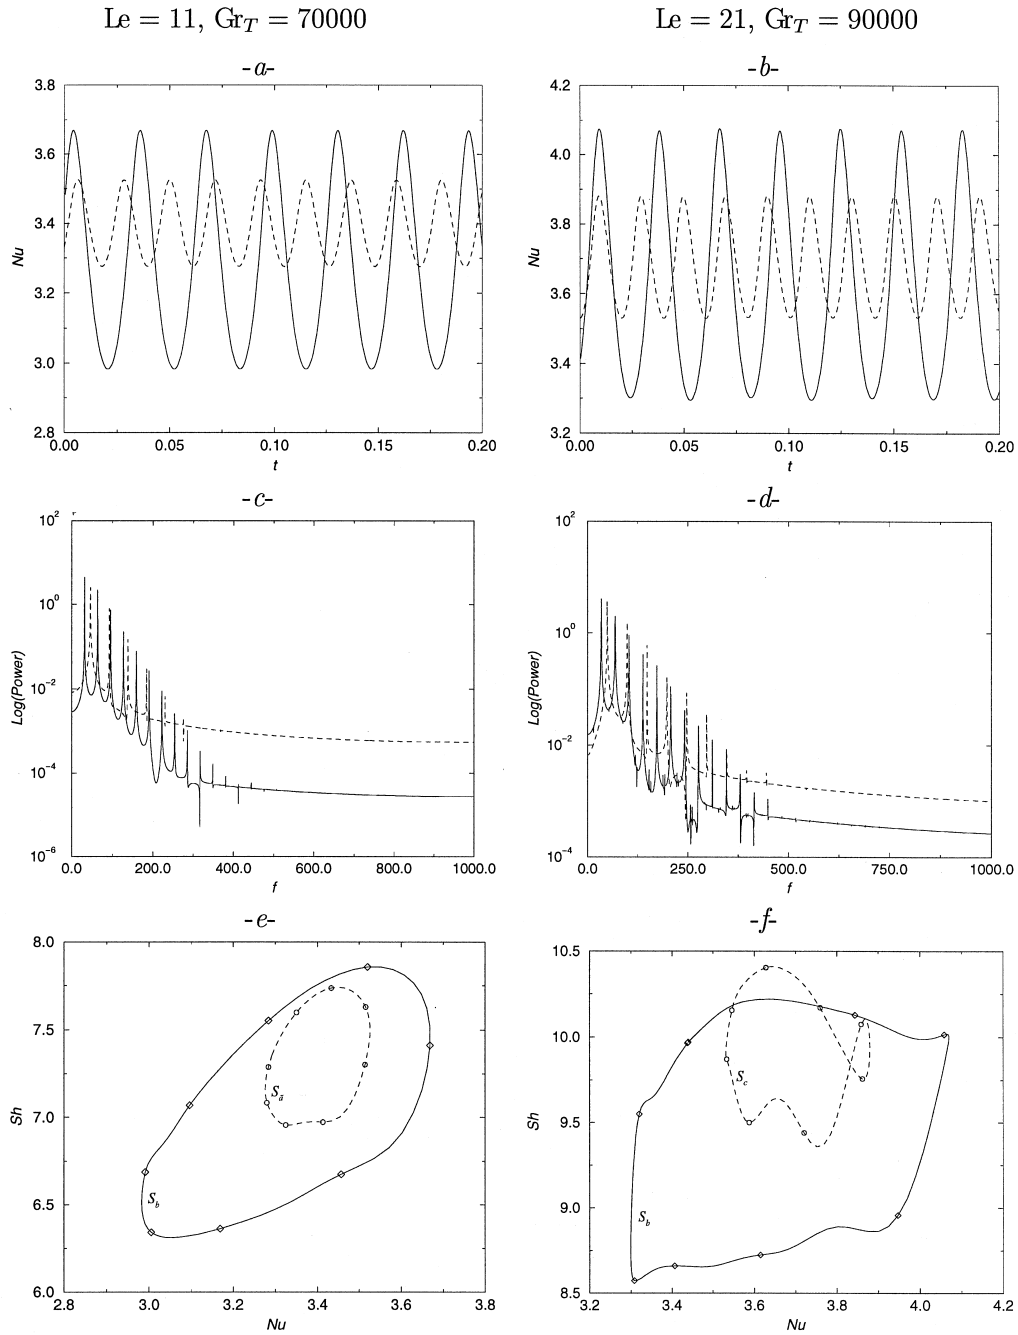 Le = 11, Gr_T = 70000
Le = 21, Gr_T = 90000
-a-
3.8
3.6
3.4
3.2
3.0
2.8
Nu
0.00 0.05 0.10 0.15 0.20
t
-b-
4.2
4.0
3.8
3.6
3.4
3.2
Nu
0.00 0.05 0.10 0.15 0.20
t
-c-
10^2
10^0
10^-2
10^-4
10^-6
Log(Power)
0.0 200.0 400.0 600.0 800.0 1000.0
f
-d-
10^2
10^0
10^-2
10^-4
Log(Power)
0.0 250.0 500.0 750.0 1000.0
f
-e-
8.0
7.5
7.0
6.5
6.0
Sh
S_ā
S_b
2.8 3.0 3.2 3.4 3.6 3.8
Nu
-f-
10.5
10.0
9.5
9.0
8.5
Sh
S_c
S_b
3.2 3.4 3.6 3.8 4.0 4.2
Nu